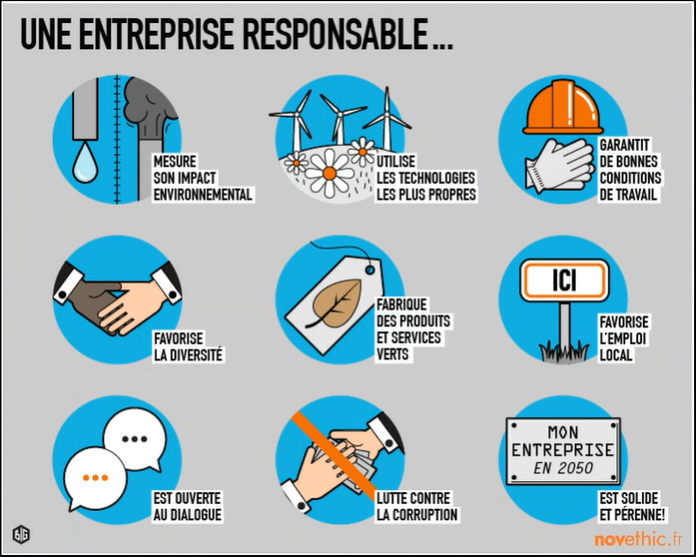 UNE ENTREPRISE RESPONSABLE...
MESURE
SON IMPACT
ENVIRONNEMENTAL
UTILISE
LES TECHNOLOGIES
LES PLUS PROPRES
GARANTIT
DE BONNES
CONDITIONS
DE TRAVAIL
FAVORISE
LA DIVERSITÉ
FABRIQUE
DES PRODUITS
ET SERVICES
VERTS
ICI
FAVORISE
L'EMPLOI
LOCAL
EST OUVERTE
AU DIALOGUE
LUTTE CONTRE
LA CORRUPTION
MON
ENTREPRISE
EN 2050
EST SOLIDE
ET PÉRENNE!
novethic.fr